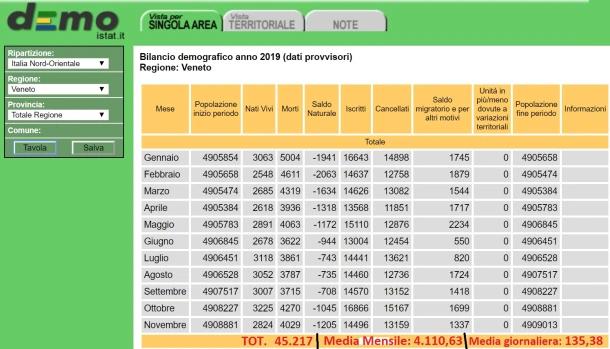 demo
istat.it
Vista per
SINGOLA AREA
Vista
TERRITORIALE
NOTE
Ripartizione:
Italia Nord-Orientale
Regione:
Veneto
Provincia:
Totale Regione
Comune:
Tavola Salva
Bilancio demografico anno 2019 (dati provvisori)
Regione: Veneto
Mese Popolazione inizio periodo Nati Vivi Morti Saldo Naturale Iscritti Cancellati Saldo migratorio e per altri motivi Unità in più/meno dovute a variazioni territoriali Popolazione fine periodo Informazioni
Totale
Gennaio 4905854 3063 5004 -1941 16643 14898 1745 0 4905658
Febbraio 4905658 2548 4611 -2063 14637 12758 1879 0 4905474
Marzo 4905474 2685 4319 -1634 14626 13082 1544 0 4905384
Aprile 4905384 2618 3936 -1318 13568 11851 1717 0 4905783
Maggio 4905783 2891 4063 -1172 15110 12876 2234 0 4906845
Giugno 4906845 2678 3622 -944 13004 12454 550 0 4906451
Luglio 4906451 3118 3861 -743 14441 13621 820 0 4906528
Agosto 4906528 3052 3787 -735 14460 12736 1724 0 4907517
Settembre 4907517 3007 3715 -708 14570 13152 1418 0 4908227
Ottobre 4908227 3225 4270 -1045 16866 15167 1699 0 4908881
Novembre 4908881 2824 4029 -1205 14496 13159 1337 0 4909013
TOT. 45.217 Media Mensile: 4.110,63 Media giornaliera: 135,38